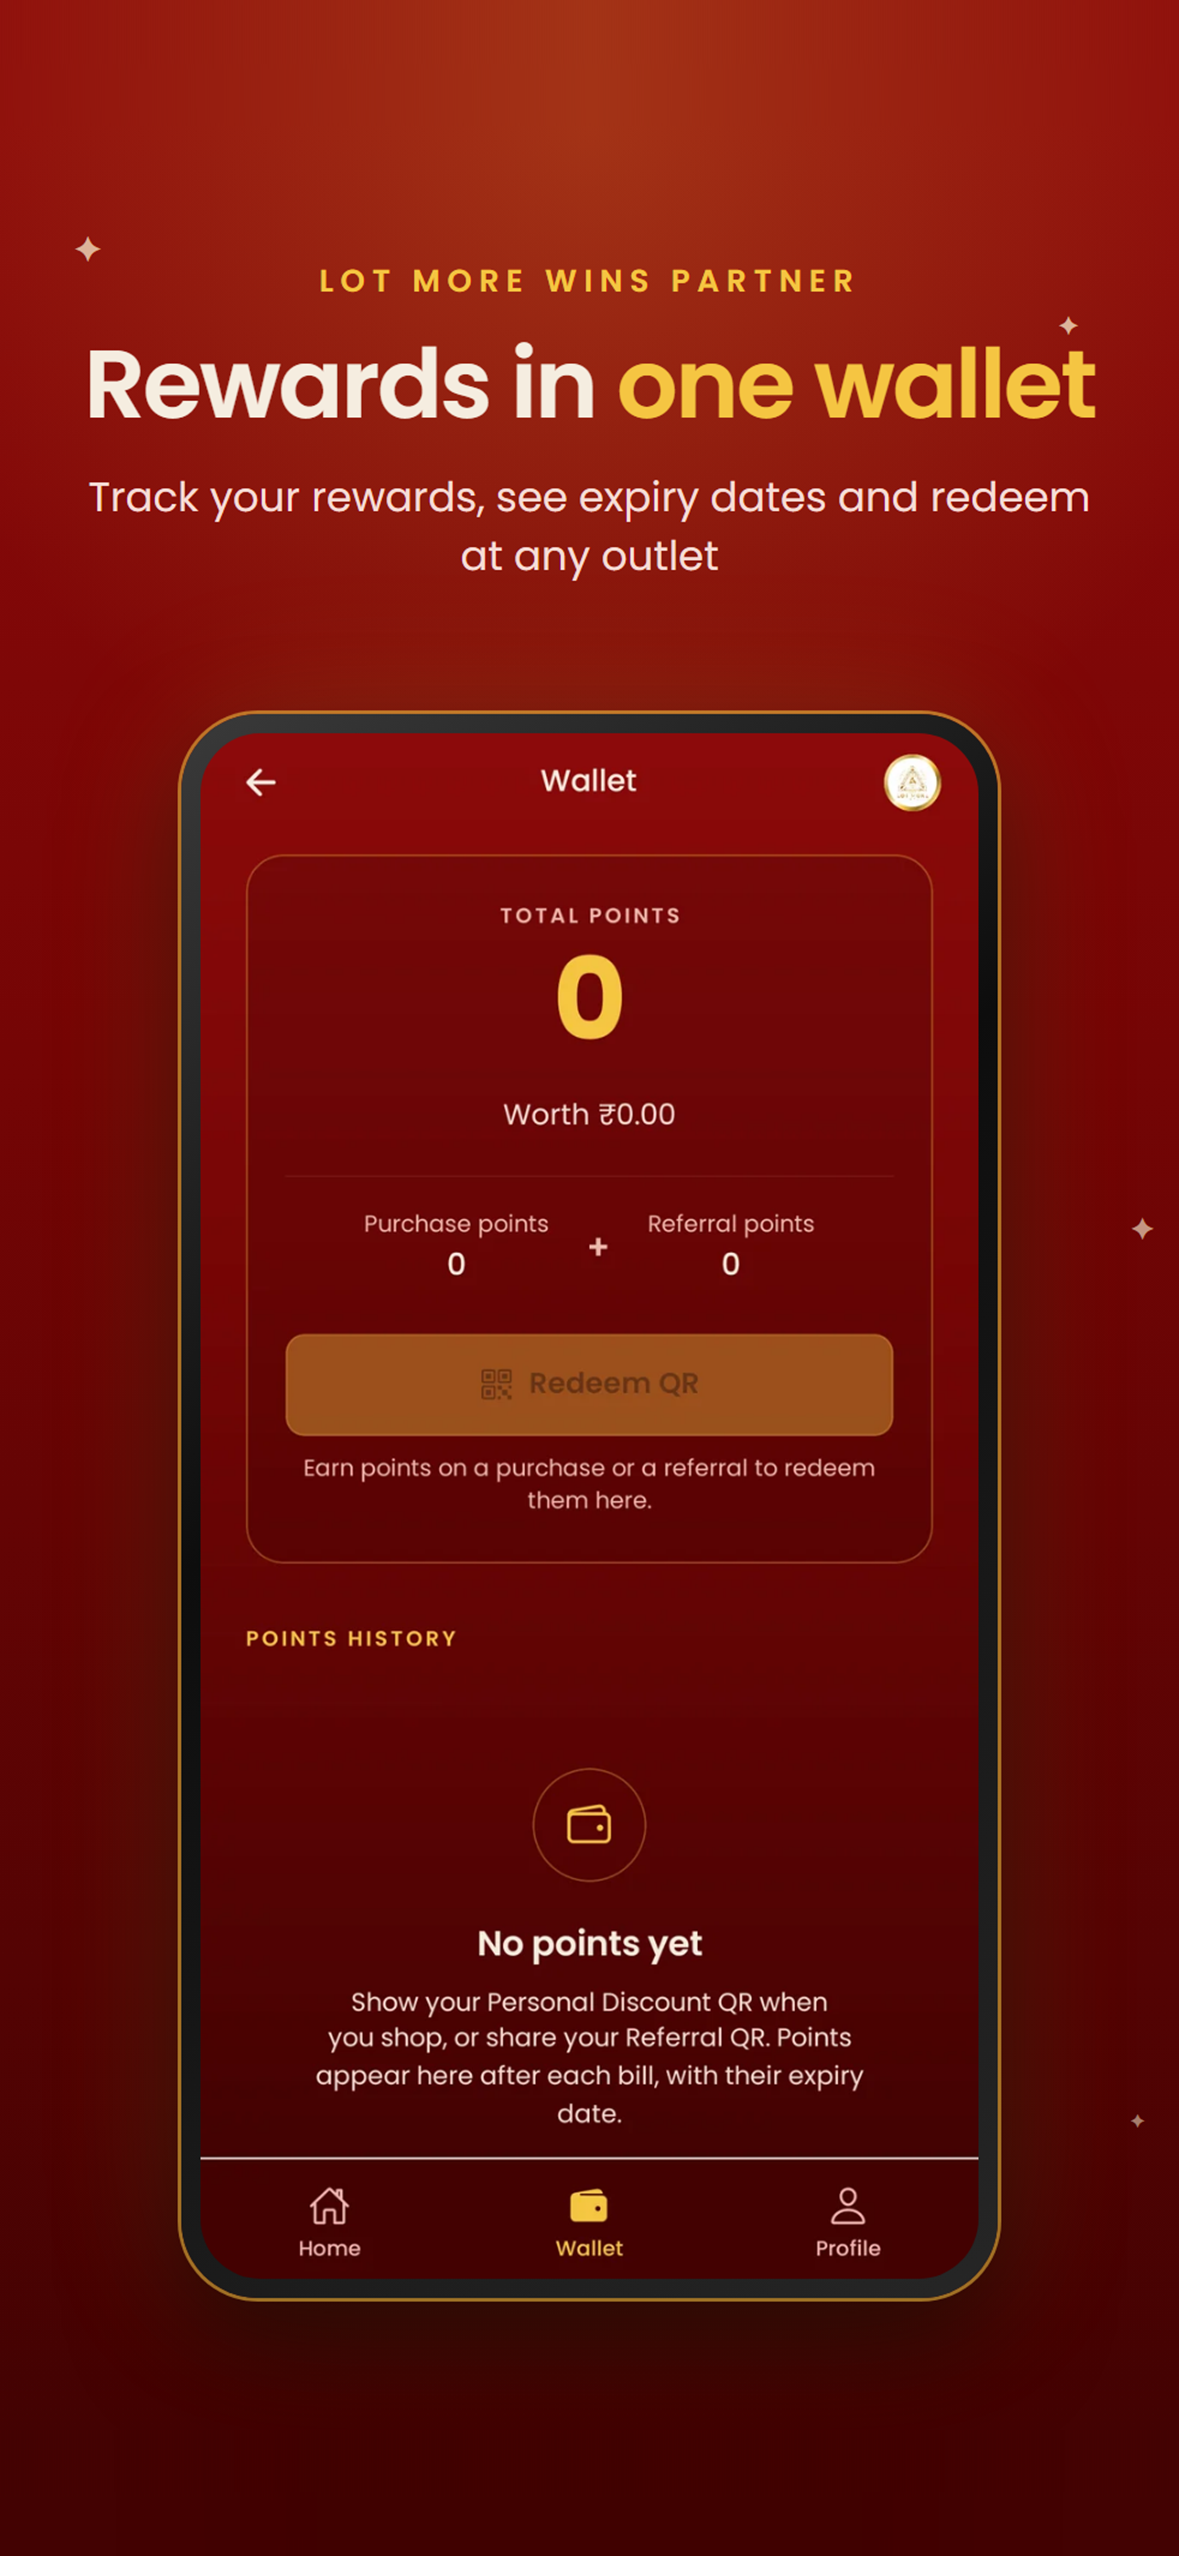 LOT MORE WINS PARTNER
Rewards in one wallet
Track your rewards, see expiry dates and redeem
at any outlet
Wallet
TOTAL POINTS
0
Worth ₹0.00
Purchase points
0
+
Referral points
0
Redeem QR
Earn points on a purchase or a referral to redeem
them here.
POINTS HISTORY
No points yet
Show your Personal Discount QR when
you shop, or share your Referral QR. Points
appear here after each bill, with their expiry
date.
Home
Wallet
Profile